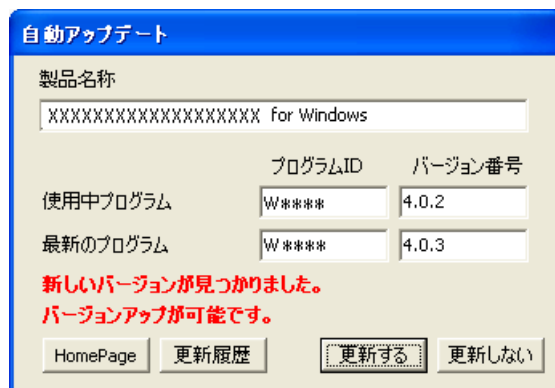 自動アップデート
製品名称
XXXXXXXXXXXXXXXXXXX for Windows
プログラムID バージョン番号
使用中プログラム W**** 4.0.2
最新のプログラム W**** 4.0.3
新しいバージョンが見つかりました。
バージョンアップが可能です。
HomePage 更新履歴 更新する 更新しない